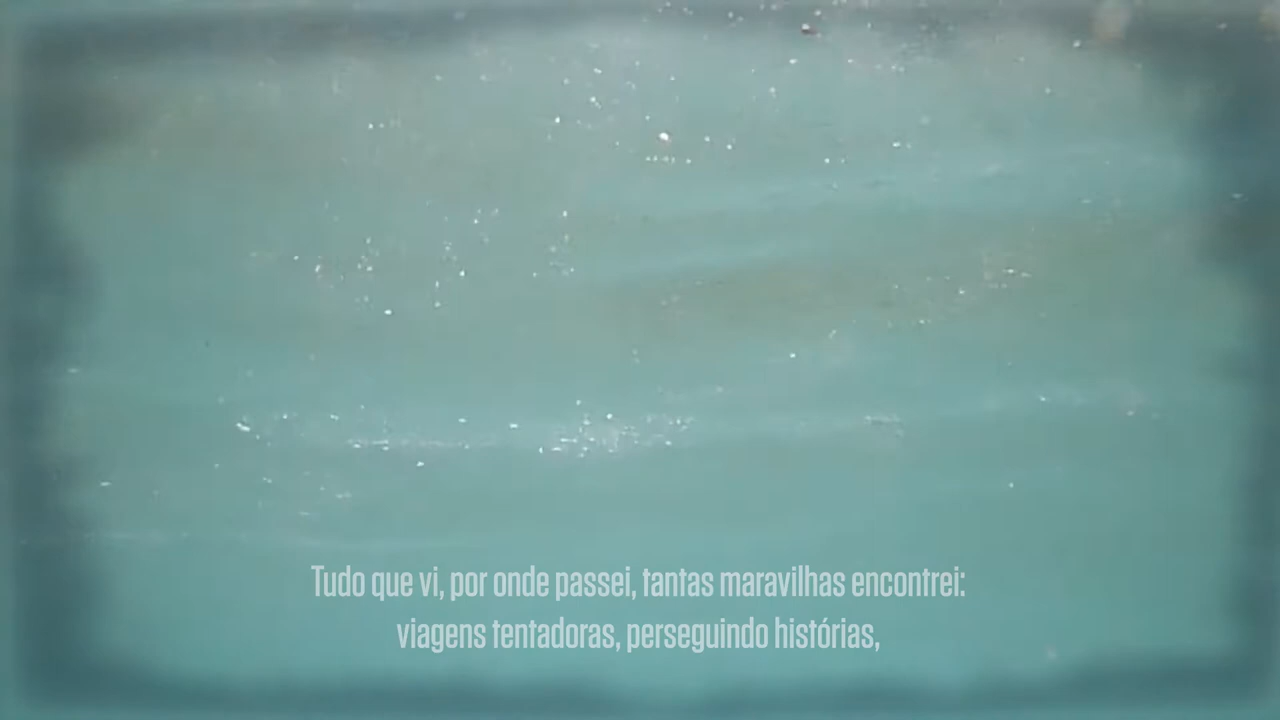 Tudo que vi, por onde passei, tantas maravilhas encontrei:
viagens tentadoras, perseguindo histórias,